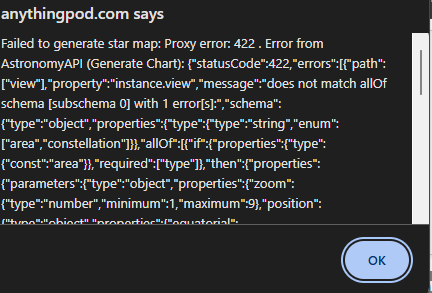 anythingpod.com says
Failed to generate star map: Proxy error: 422 . Error from
AstronomyAPI (Generate Chart): {"statusCode":422,"errors":[{"path":
["view"],"property":"instance.view","message":"does not match allOf
schema [subschema 0] with 1 error[s]:","schema":
{"type":"object","properties":{"type":{"type":"string","enum":
["area","constellation"]}},"allOf":[{"if":{"properties":{"type":
{"const":"area"}},"required":["type"]},"then":{"properties":
{"parameters":{"type":"object","properties":{"zoom":
{"type":"number","minimum":1,"maximum":9},"position":
{"type":"object","properties":{"equatorial":
OK